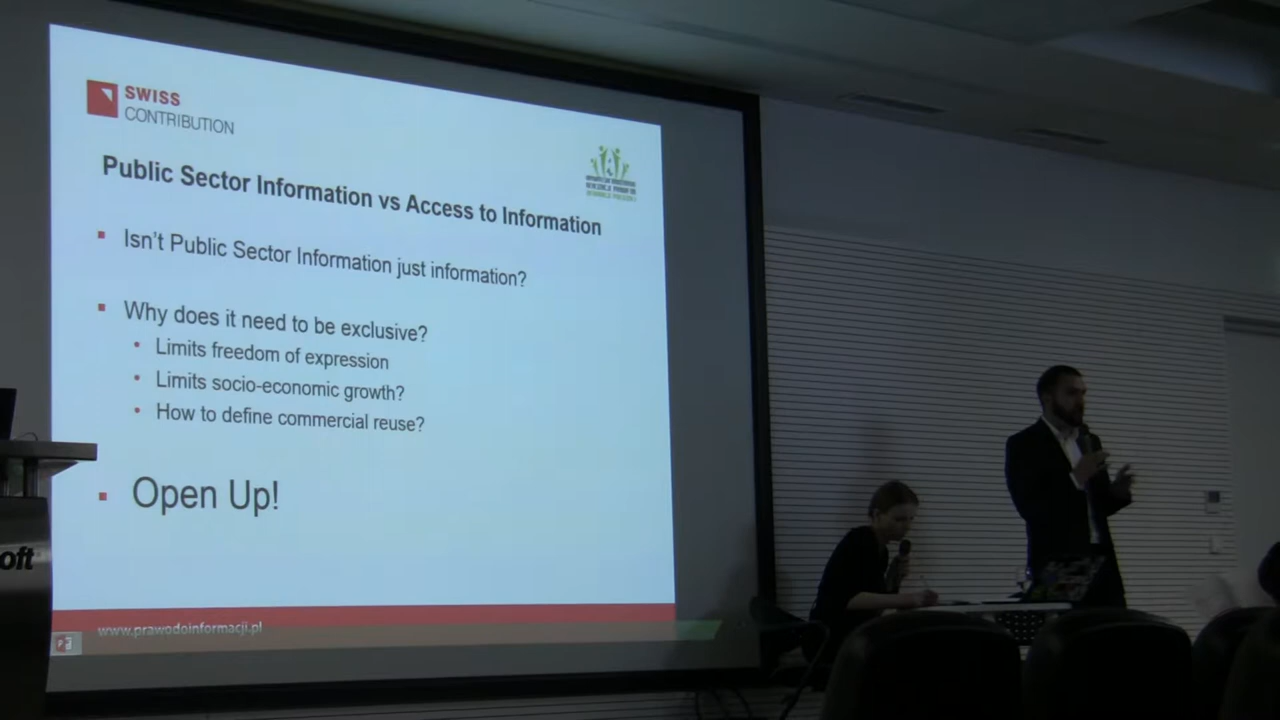 SWISS
CONTRIBUTION
Public Sector Information vs Access to Information
Isn't Public Sector Information just information?
Why does it need to be exclusive?
Limits freedom of expression
Limits socio-economic growth?
How to define commercial reuse?
Open Up!
www.prawodoinformacji.pl
oft